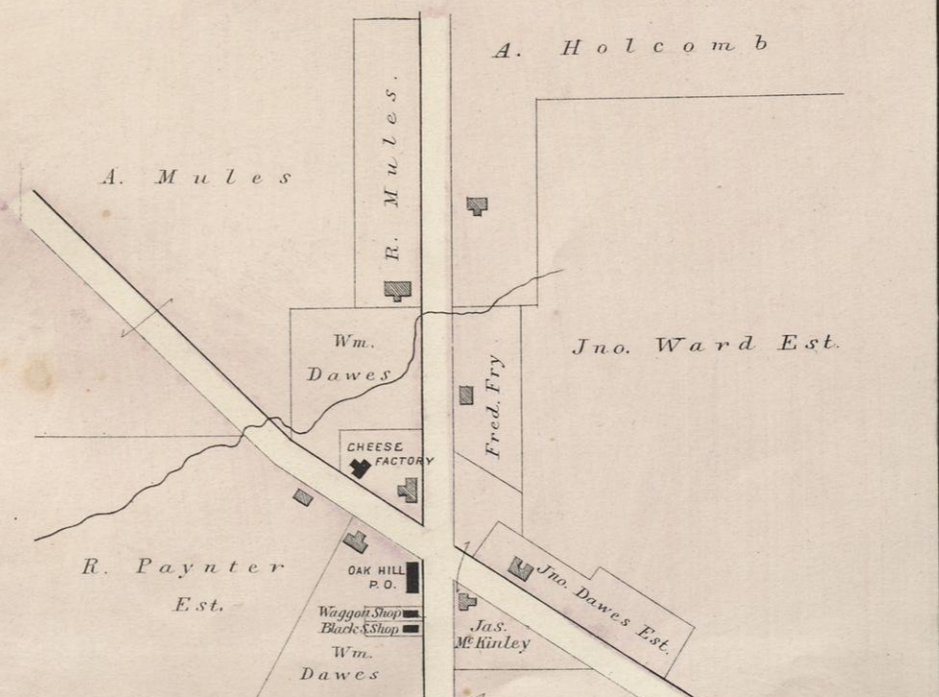 A. Holcomb
R. Mules.
A. Mules
Wm.
Dawes
Jno. Ward Est.
Fred. Fry
CHEESE
FACTORY
R. Paynter
Est.
OAK HILL
P.O.
Jno. Dawes Est.
Waggon Shop
Black S Shop
Jas.
McKinley
Wm.
Dawes